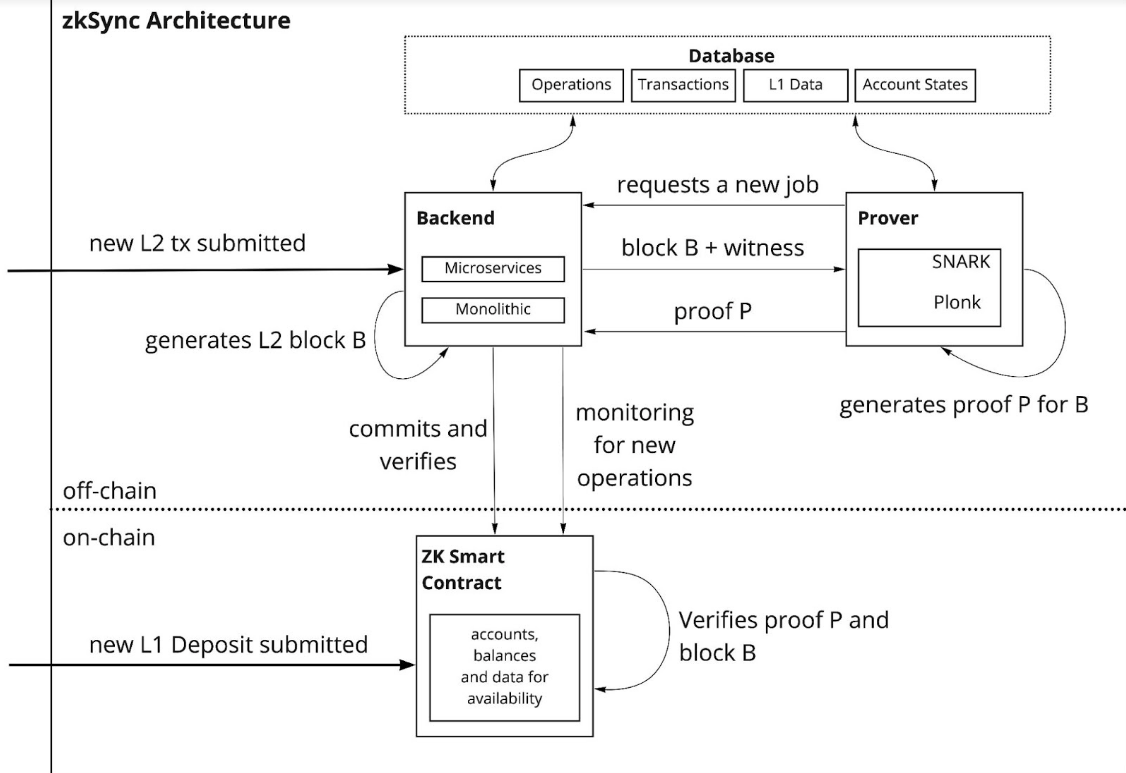 zkSync Architecture
Database
Operations
Transactions
L1 Data
Account States
requests a new job
Backend
Prover
new L2 tx submitted
block B + witness
SNARK
Microservices
Plonk
Monolithic
proof P
generates L2 block B
generates proof P for B
commits and
verifies
monitoring
for new
operations
off-chain
on-chain
ZK Smart
Contract
new L1 Deposit submitted
accounts,
balances
and data for
availability
Verifies proof P and
block B